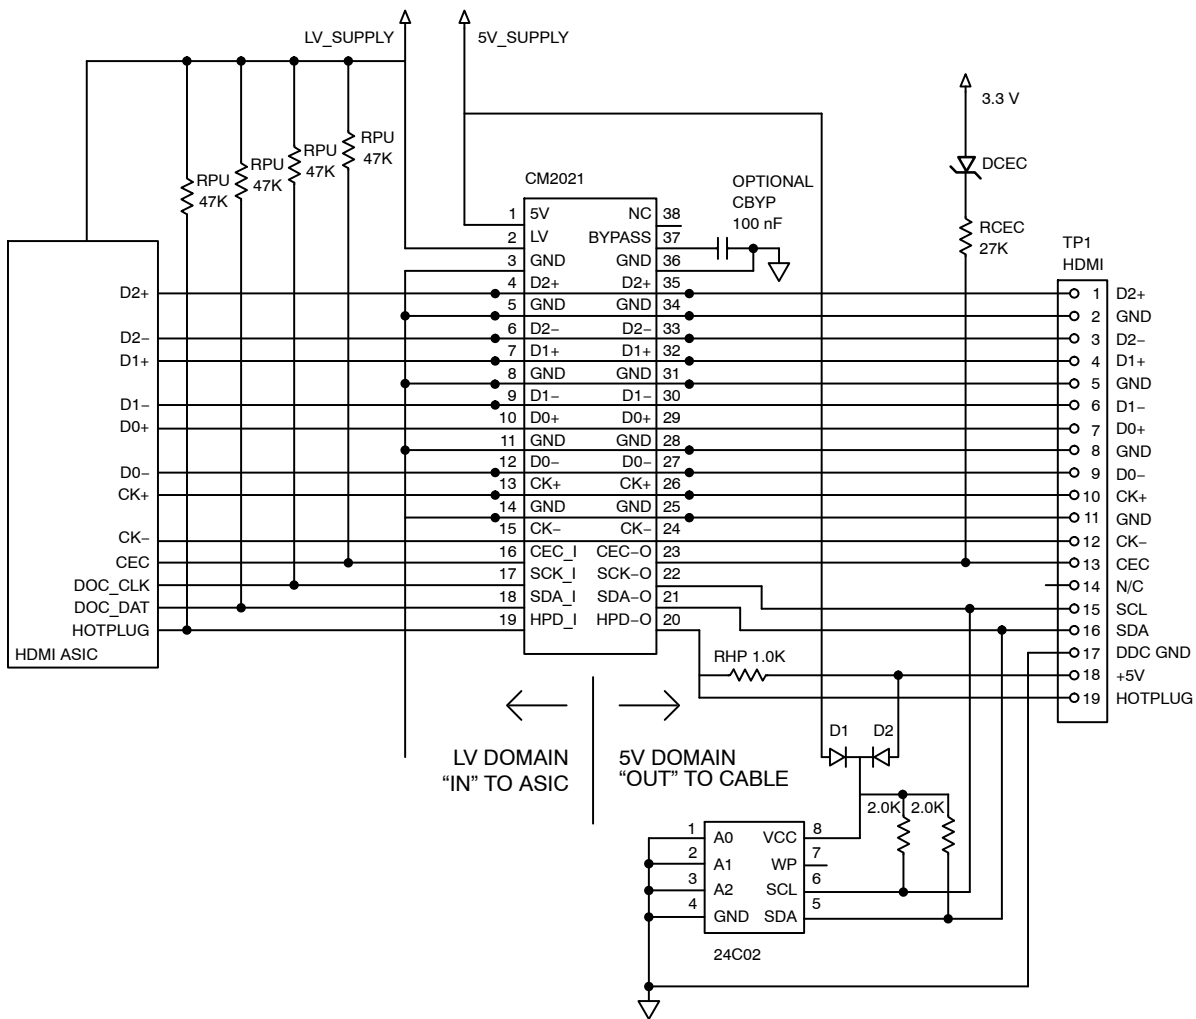 LV_SUPPLY
5V_SUPPLY
3.3 V
DCEC
RCEC
27K
RPU
47K
RPU
47K
RPU
47K
RPU
47K
CM2021
OPTIONAL
CBYP
100 nF
TP1
HDMI
1 5V NC 38
2 LV BYPASS 37
3 GND GND 36
4 D2+ D2+ 35
5 GND GND 34
6 D2− D2− 33
7 D1+ D1+ 32
8 GND GND 31
9 D1− D1− 30
10 D0+ D0+ 29
11 GND GND 28
12 D0− D0− 27
13 CK+ CK+ 26
14 GND GND 25
15 CK− CK− 24
16 CEC_I CEC−O 23
17 SCK_I SCK−O 22
18 SDA_I SDA−O 21
19 HPD_I HPD−O 20
D2+
D2−
D1+
D1−
D0+
D0−
CK+
CK−
CEC
DOC_CLK
DOC_DAT
HOTPLUG
HDMI ASIC
1 D2+
2 GND
3 D2−
4 D1+
5 GND
6 D1−
7 D0+
8 GND
9 D0−
10 CK+
11 GND
12 CK−
13 CEC
14 N/C
15 SCL
16 SDA
17 DDC GND
18 +5V
19 HOTPLUG
RHP 1.0K
D1
D2
LV DOMAIN
“IN” TO ASIC
5V DOMAIN
“OUT” TO CABLE
2.0K
2.0K
1 A0 VCC 8
2 A1 WP 7
3 A2 SCL 6
4 GND SDA 5
24C02